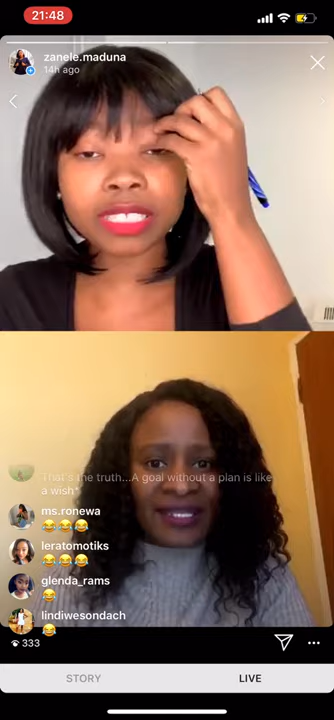 21:48
zanele.maduna
14h ago
That's the truth...A goal without a plan is like
a wish"
ms.ronewa
😂😂😂
leratomotiks
😂😂😂
glenda_rams
😂
lindiwesondach
😂
333
STORY LIVE